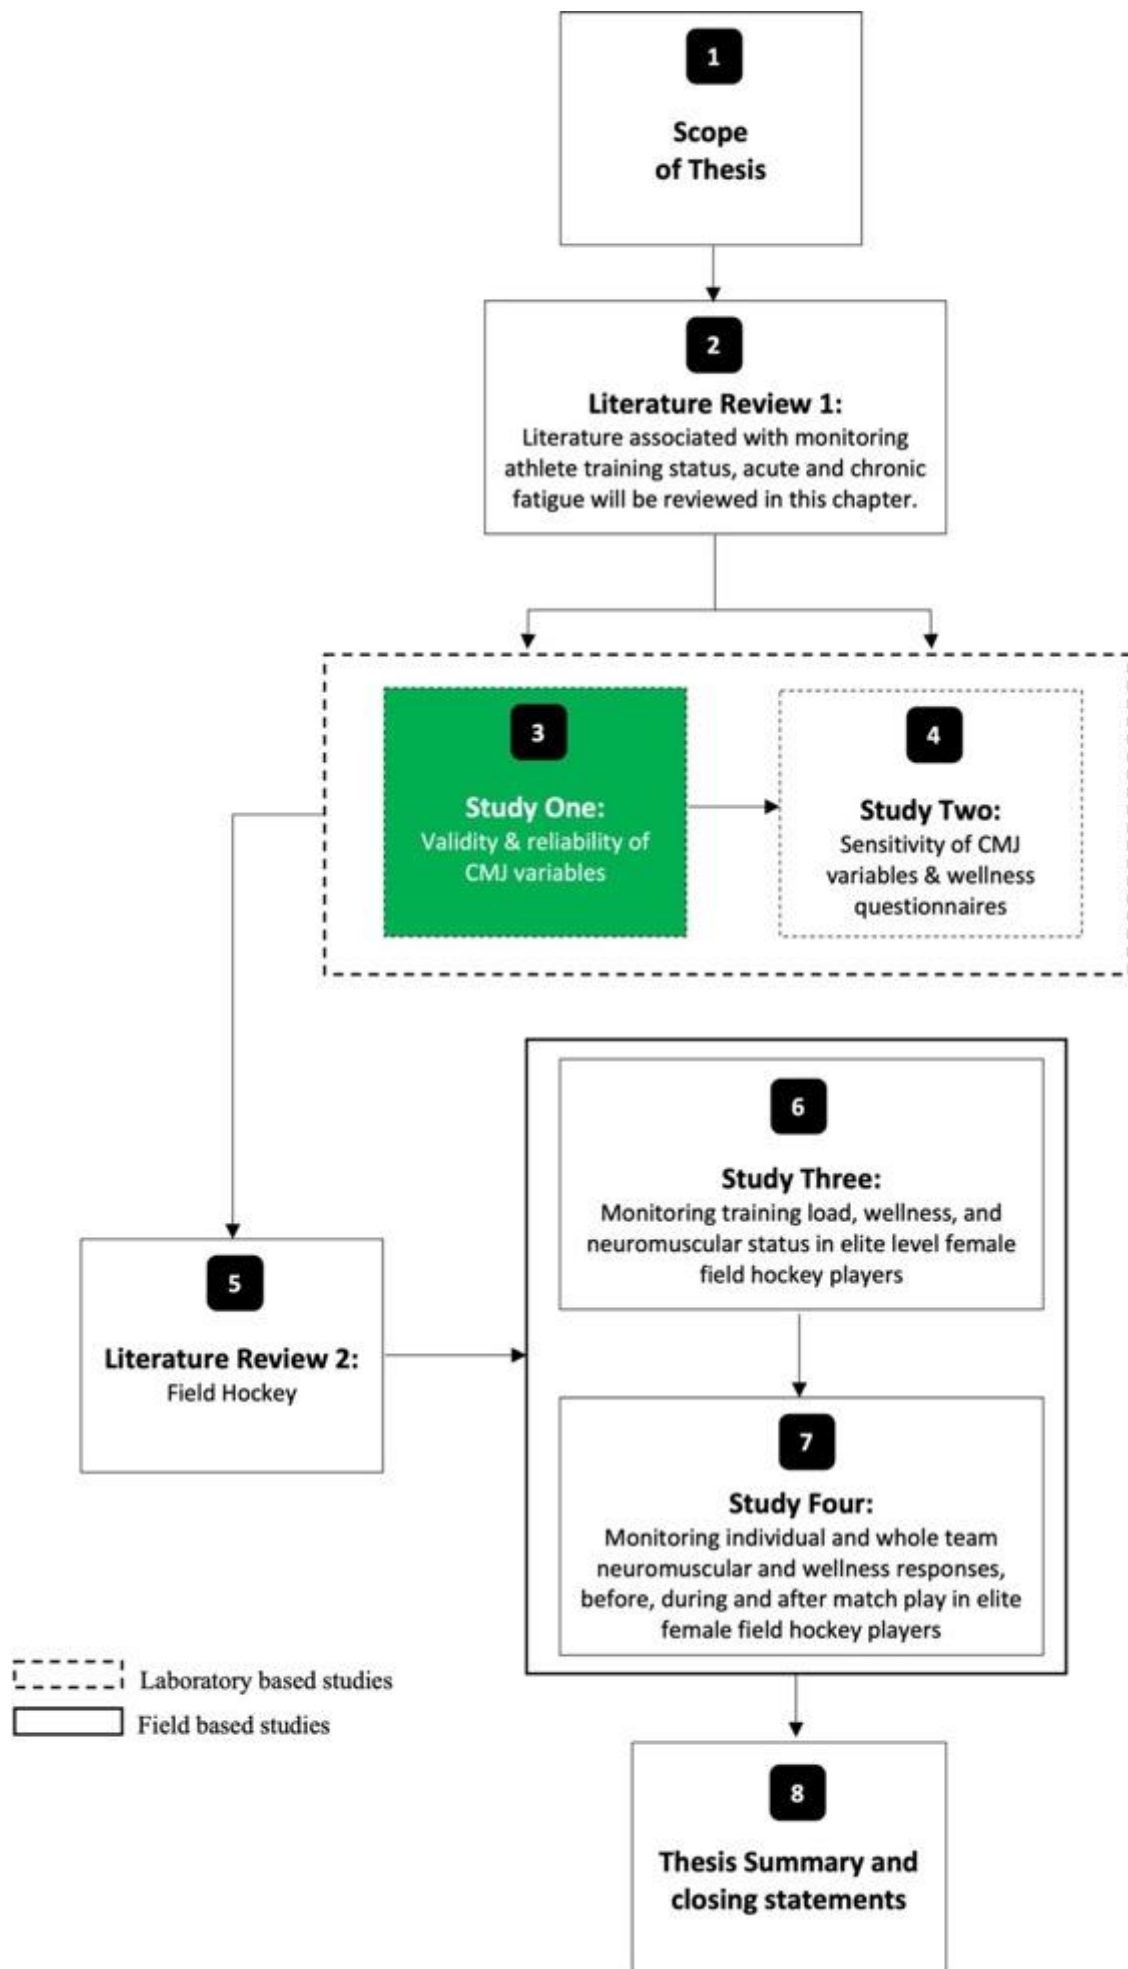 1
Scope
of Thesis
2
Literature Review 1:
Literature associated with monitoring
athlete training status, acute and chronic
fatigue will be reviewed in this chapter.
3
Study One:
Validity & reliability of
CMJ variables
4
Study Two:
Sensitivity of CMJ
variables & wellness
questionnaires
5
Literature Review 2:
Field Hockey
6
Study Three:
Monitoring training load, wellness, and
neuromuscular status in elite level female
field hockey players
7
Study Four:
Monitoring individual and whole team
neuromuscular and wellness responses,
before, during and after match play in elite
female field hockey players
Laboratory based studies
Field based studies
8
Thesis Summary and
closing statements